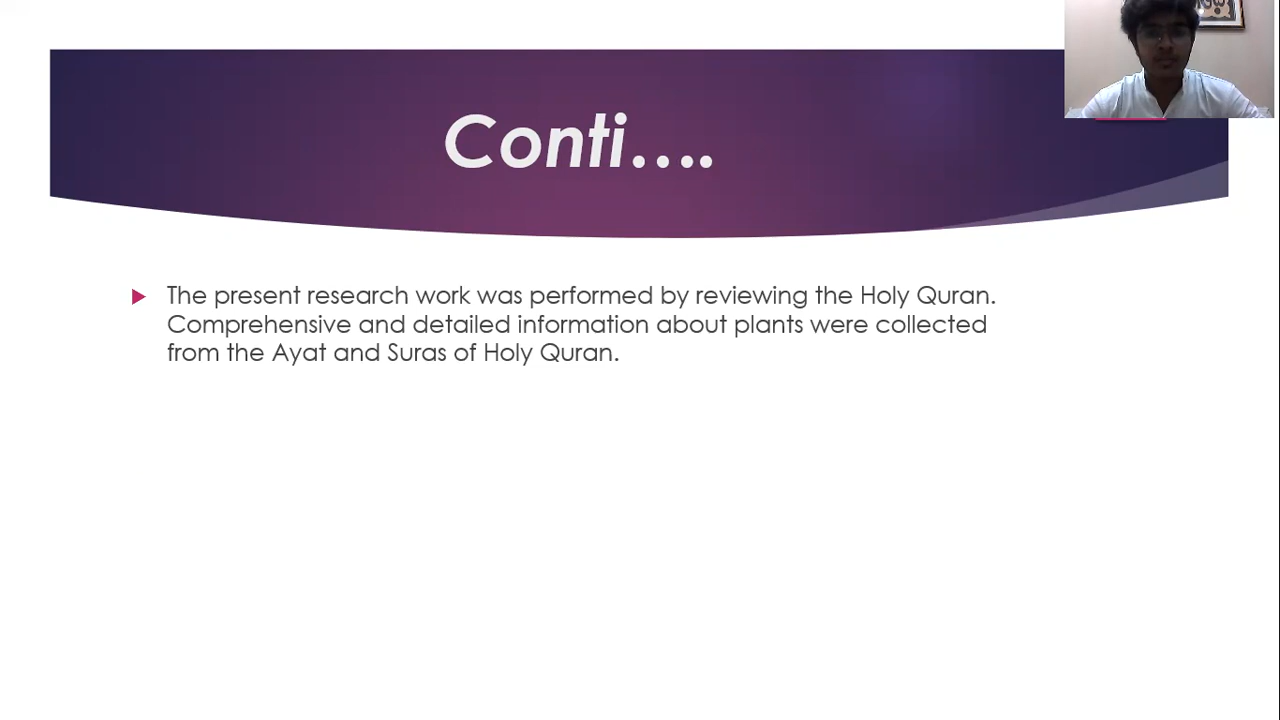 Conti….
The present research work was performed by reviewing the Holy Quran.
Comprehensive and detailed information about plants were collected
from the Ayat and Suras of Holy Quran.